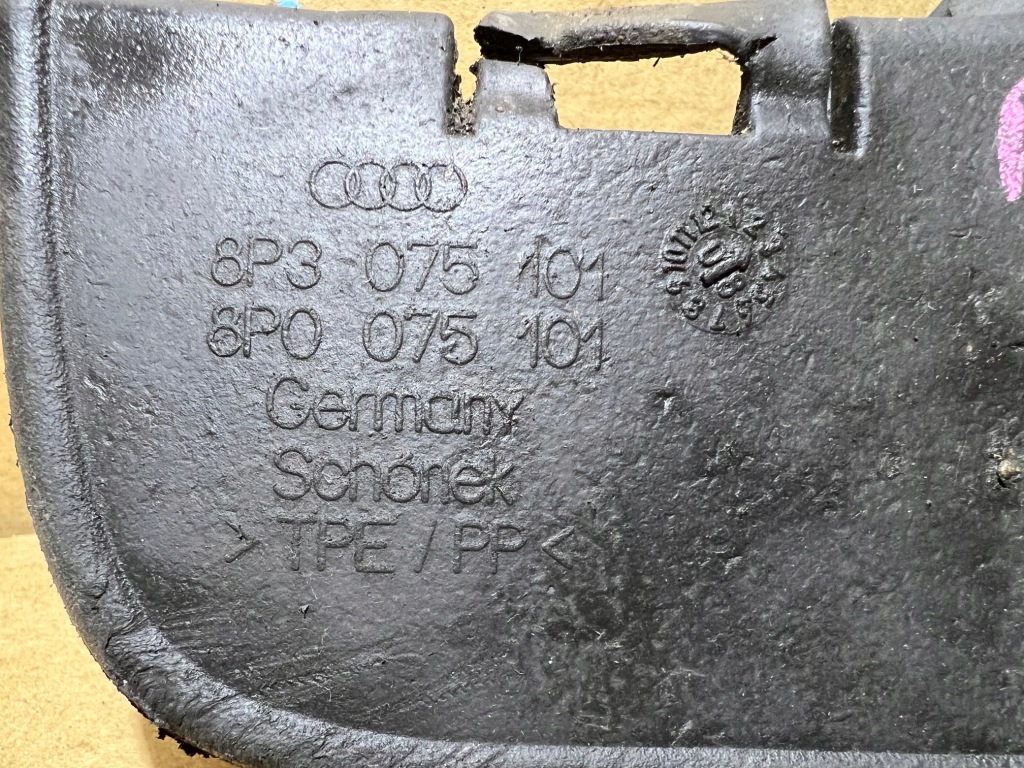 8P3 075 101
8P0 075 101
Germany
Schönek
> TPE / PP <